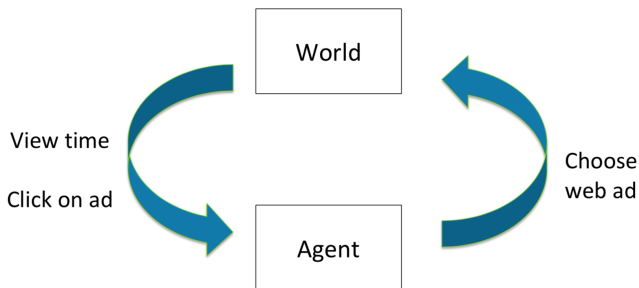 World
View time
Click on ad
Choose
web ad
Agent